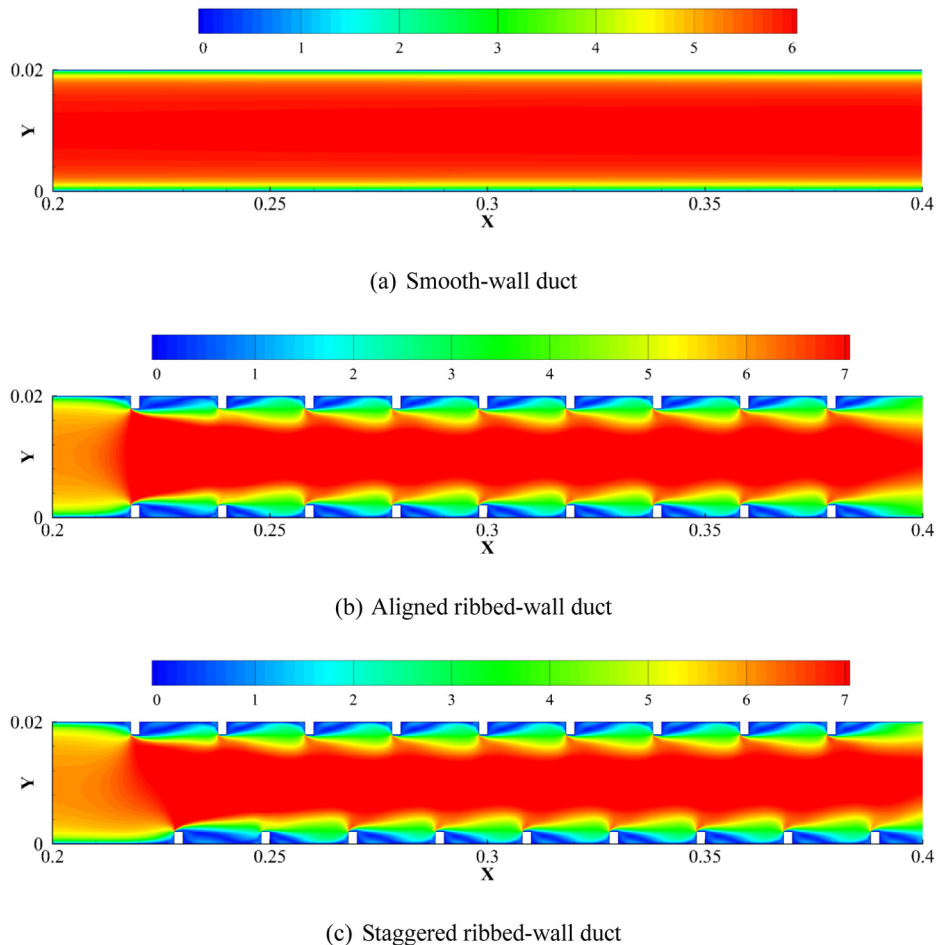 0 1 2 3 4 5 6
0.02
Y
0
0.2 0.25 0.3 0.35 0.4
X
(a) Smooth-wall duct
0 1 2 3 4 5 6 7
0.02
Y
0
0.2 0.25 0.3 0.35 0.4
X
(b) Aligned ribbed-wall duct
0 1 2 3 4 5 6 7
0.02
Y
0
0.2 0.25 0.3 0.35 0.4
X
(c) Staggered ribbed-wall duct